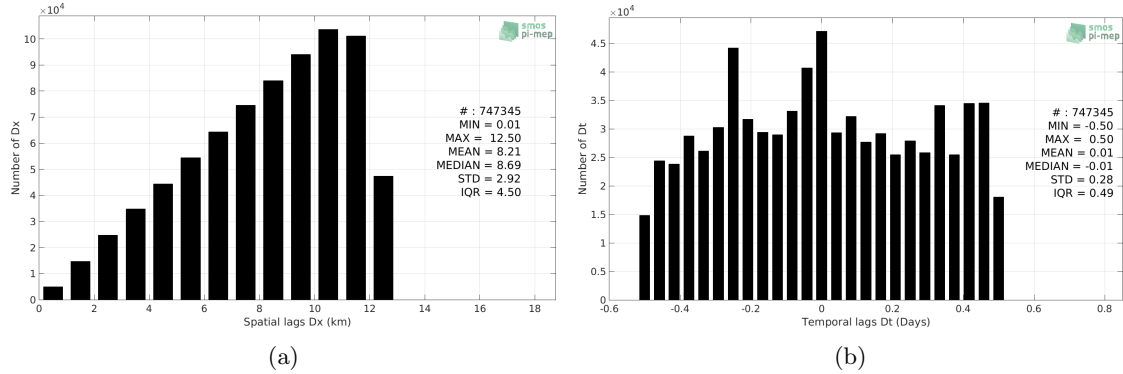 ×10⁴
10
9
8
7
6
5
4
3
2
1
0
Number of Dx
0 2 4 6 8 10 12 14 16 18
Spatial lags Dx (km)
smos
pi-mep
# : 747345
MIN = 0.01
MAX = 12.50
MEAN = 8.21
MEDIAN = 8.69
STD = 2.92
IQR = 4.50
(a)
×10⁴
4.5
4
3.5
3
2.5
2
1.5
1
0.5
0
Number of Dt
-0.6 -0.4 -0.2 0 0.2 0.4 0.6 0.8
Temporal lags Dt (Days)
smos
pi-mep
# : 747345
MIN = -0.50
MAX = 0.50
MEAN = 0.01
MEDIAN = -0.01
STD = 0.28
IQR = 0.49
(b)